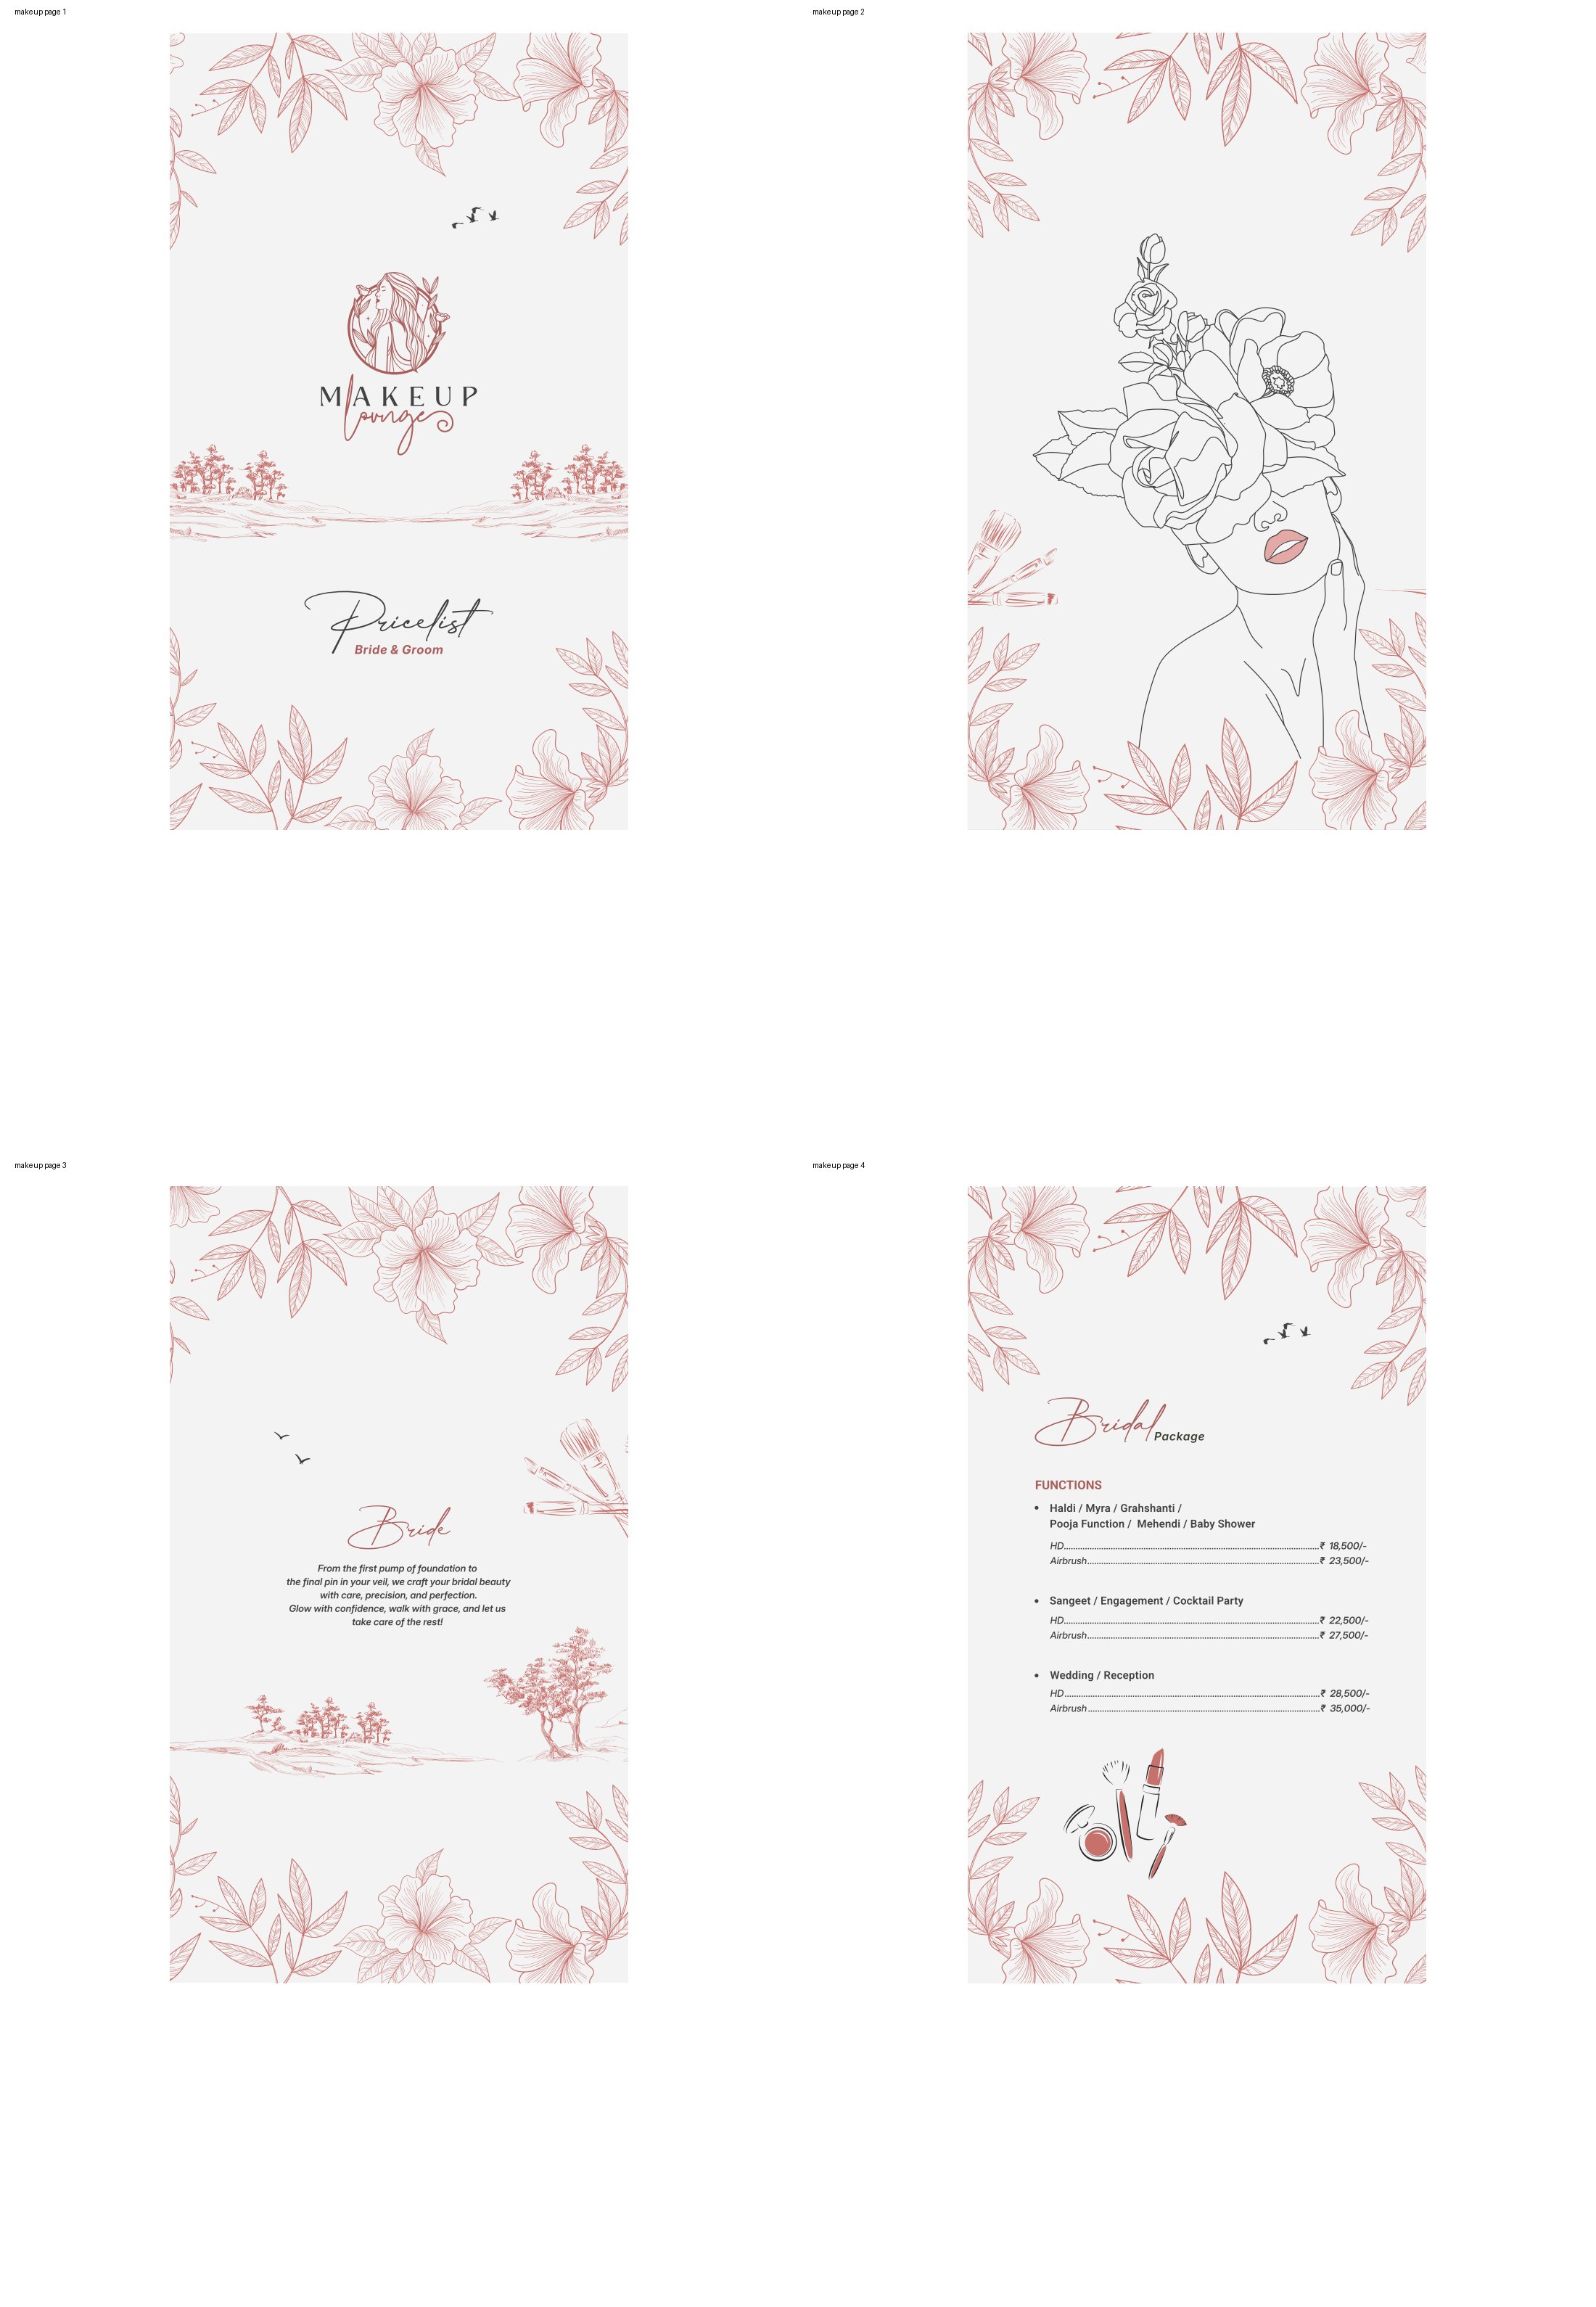 makeup page 1
MAKEUP
lounge
Pricelist
Bride & Groom
makeup page 2
makeup page 3
Bride
From the first pump of foundation to
the final pin in your veil, we craft your bridal beauty
with care, precision, and perfection.
Glow with confidence, walk with grace, and let us
take care of the rest!
makeup page 4
Bridal Package
FUNCTIONS
• Haldi / Myra / Grahshanti /
Pooja Function / Mehendi / Baby Shower
HD....................₹ 18,500/-
Airbrush....................₹ 23,500/-
• Sangeet / Engagement / Cocktail Party
HD....................₹ 22,500/-
Airbrush....................₹ 27,500/-
• Wedding / Reception
HD....................₹ 28,500/-
Airbrush....................₹ 35,000/-